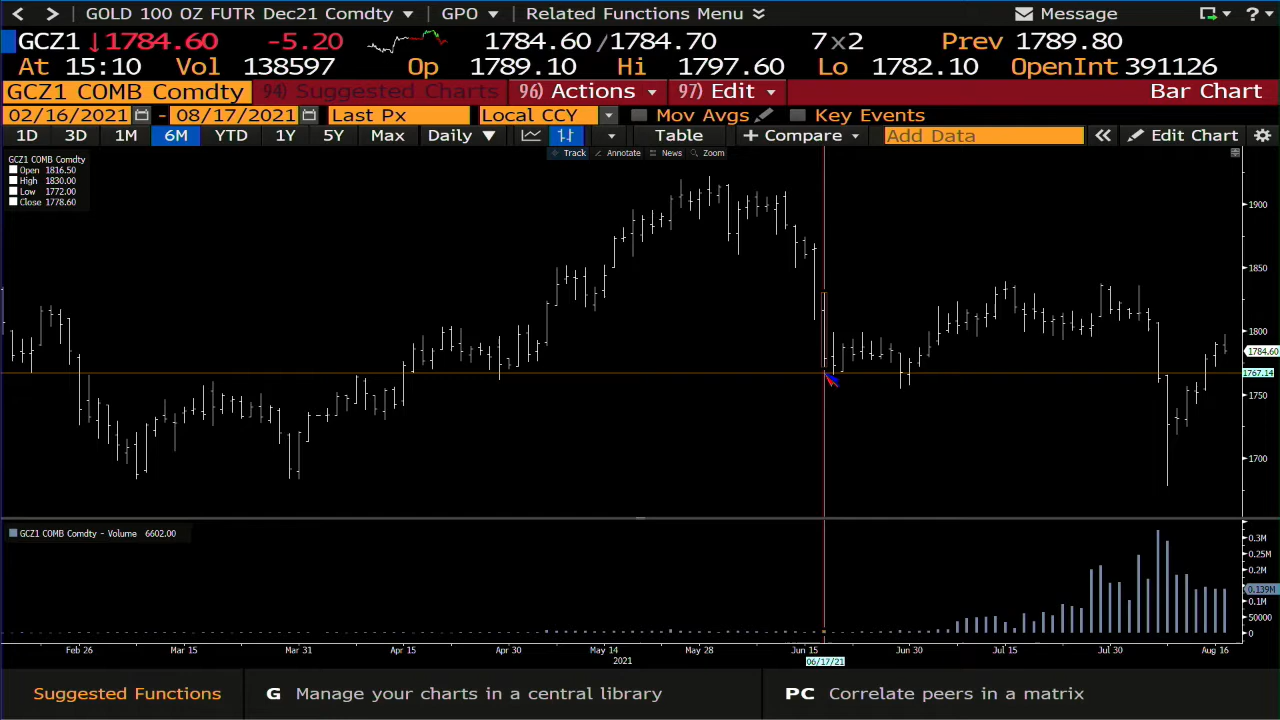 GOLD 100 OZ FUTR Dec21 Comdty GPO Related Functions Menu Message ?
GCZ1 ↓1784.60 -5.20 1784.60/1784.70 7x2 Prev 1789.80
At 15:10 Vol 138597 Op 1789.10 Hi 1797.60 Lo 1782.10 OpenInt 391126
GCZ1 COMB Comdty 94) Suggested Charts 96) Actions 97) Edit Bar Chart
02/16/2021 - 08/17/2021 Last Px Local CCY Mov Avgs Key Events
1D 3D 1M 6M YTD 1Y 5Y Max Daily ▼ Table + Compare Add Data « Edit Chart
Track Annotate News Zoom
GCZ1 COMB Comdty
Open 1816.50
High 1830.00
Low 1772.00
Close 1778.60
1900
1850
1800
1784.60
1767.14
1750
1700
GCZ1 COMB Comdty - Volume 6602.00
0.3M
0.25M
0.2M
0.139M
0.1M
50000
0
Feb 26 Mar 15 Mar 31 Apr 15 Apr 30 May 14 May 28 Jun 15 Jun 30 Jul 15 Jul 30 Aug 16
2021 06/17/21
Suggested Functions G Manage your charts in a central library PC Correlate peers in a matrix